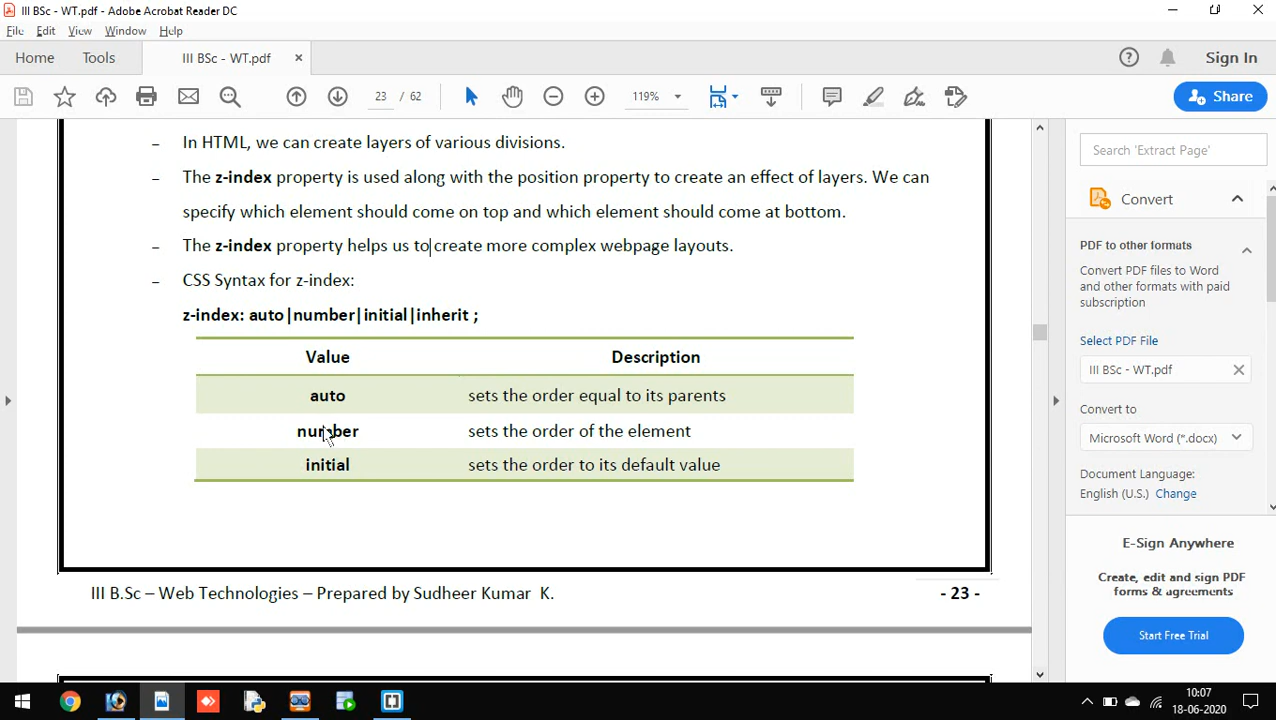 III BSc - WT.pdf - Adobe Acrobat Reader DC
File Edit View Window Help
Home Tools III BSc - WT.pdf × Sign In
23 / 62 119% Share
– In HTML, we can create layers of various divisions.
– The z-index property is used along with the position property to create an effect of layers. We can
specify which element should come on top and which element should come at bottom.
– The z-index property helps us to create more complex webpage layouts.
– CSS Syntax for z-index:
z-index: auto|number|initial|inherit ;
Value Description
auto sets the order equal to its parents
number sets the order of the element
initial sets the order to its default value
III B.Sc – Web Technologies – Prepared by Sudheer Kumar K. - 23 -
Search 'Extract Page'
Convert
PDF to other formats
Convert PDF files to Word
and other formats with paid
subscription
Select PDF File
III BSc - WT.pdf
Convert to
Microsoft Word (*.docx)
Document Language:
English (U.S.) Change
E-Sign Anywhere
Create, edit and sign PDF
forms & agreements
Start Free Trial
10:07
18-06-2020